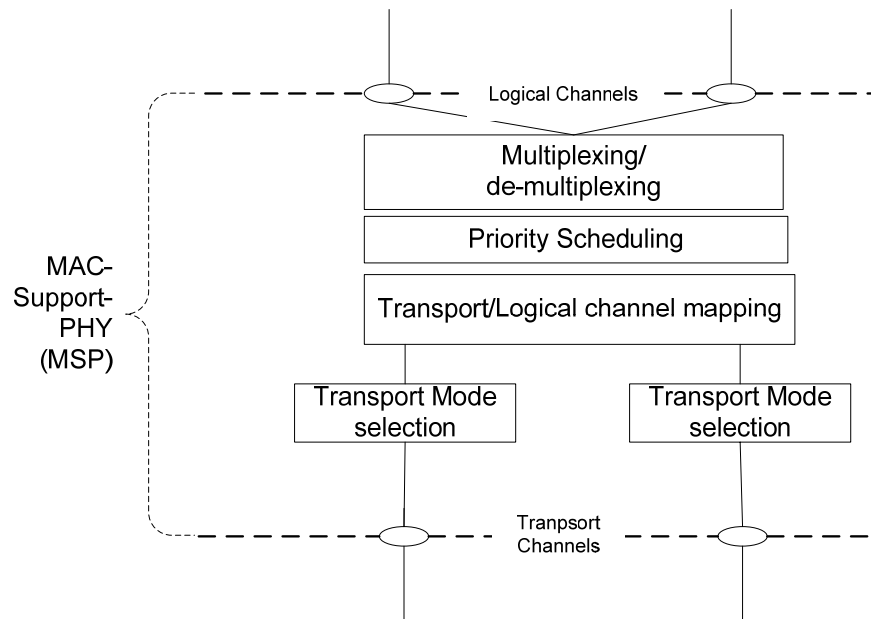 Logical Channels
Multiplexing/
de-multiplexing
Priority Scheduling
MAC-
Support-
PHY
(MSP)
Transport/Logical channel mapping
Transport Mode
selection
Transport Mode
selection
Tranpsort
Channels